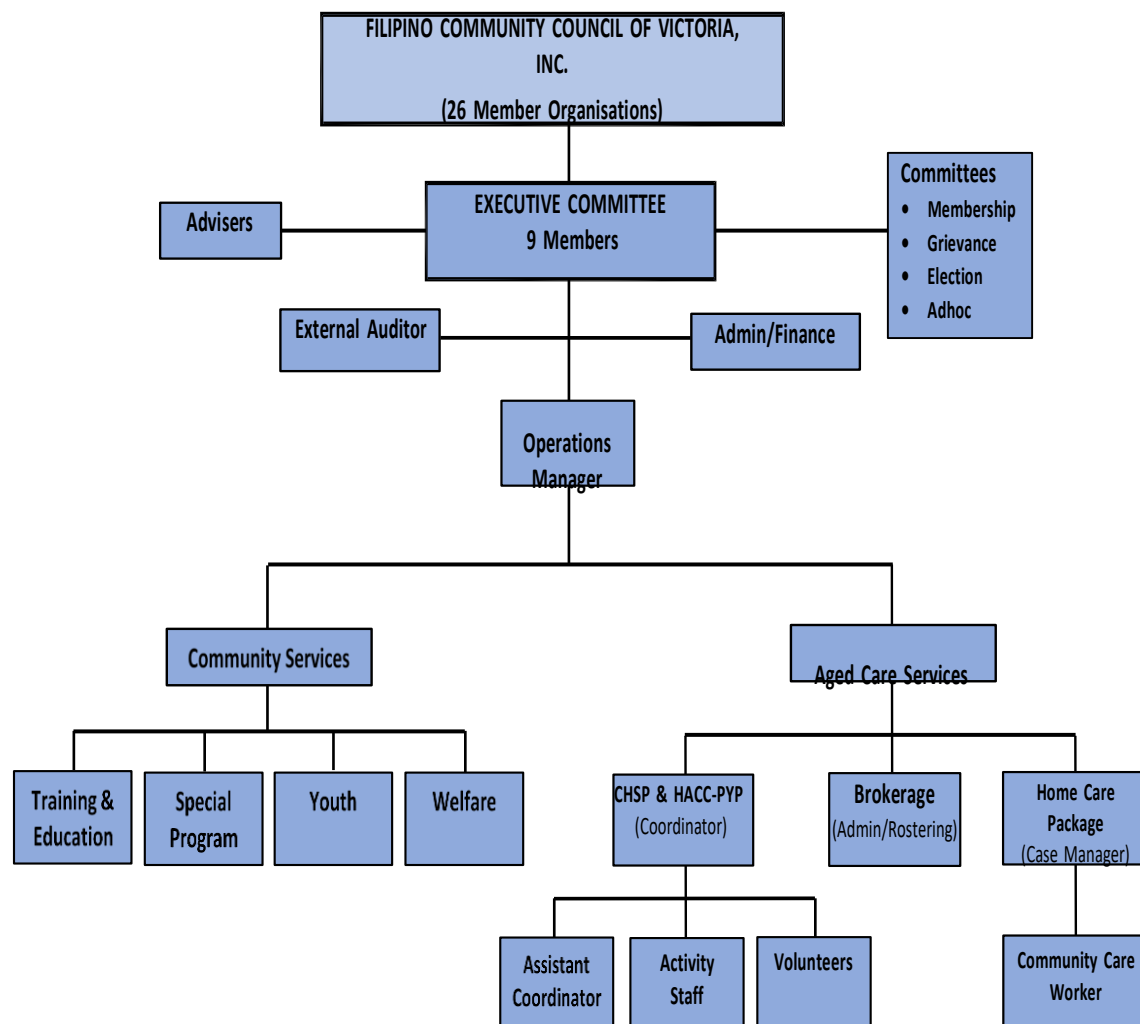 FILIPINO COMMUNITY COUNCIL OF VICTORIA,
INC.
(26 Member Organisations)
Committees
• Membership
• Grievance
• Election
• Adhoc
EXECUTIVE COMMITTEE
9 Members
Advisers
External Auditor
Admin/Finance
Operations
Manager
Community Services
Aged Care Services
Training &
Education
Special
Program
Youth
Welfare
CHSP & HACC-PYP
(Coordinator)
Brokerage
(Admin/Rostering)
Home Care
Package
(Case Manager)
Assistant
Coordinator
Activity
Staff
Volunteers
Community Care
Worker